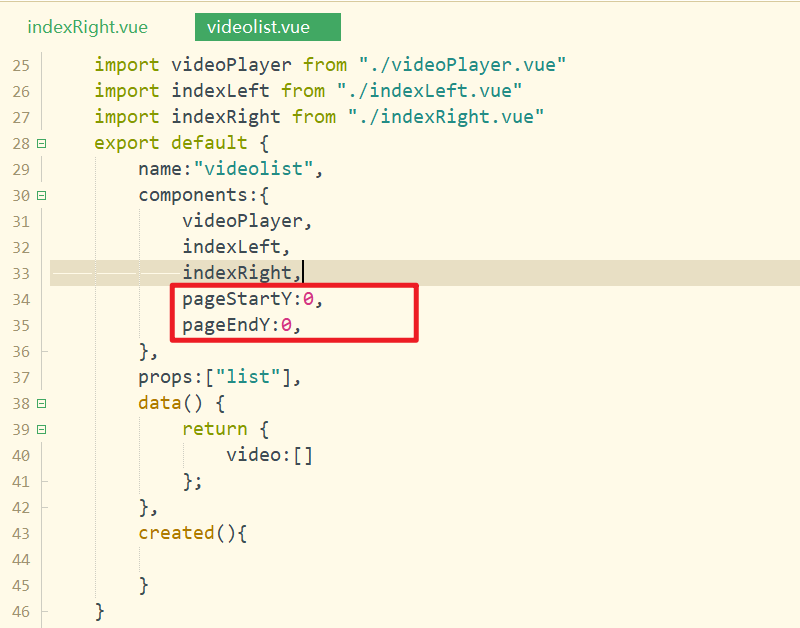 indexRight.vue videolist.vue
25 import videoPlayer from "./videoPlayer.vue"
26 import indexLeft from "./indexLeft.vue"
27 import indexRight from "./indexRight.vue"
28 export default {
29 name:"videolist",
30 components:{
31 videoPlayer,
32 indexLeft,
33 indexRight,
34 pageStartY:0,
35 pageEndY:0,
36 },
37 props:["list"],
38 data() {
39 return {
40 video:[]
41 };
42 },
43 created(){
44
45 }
46 }